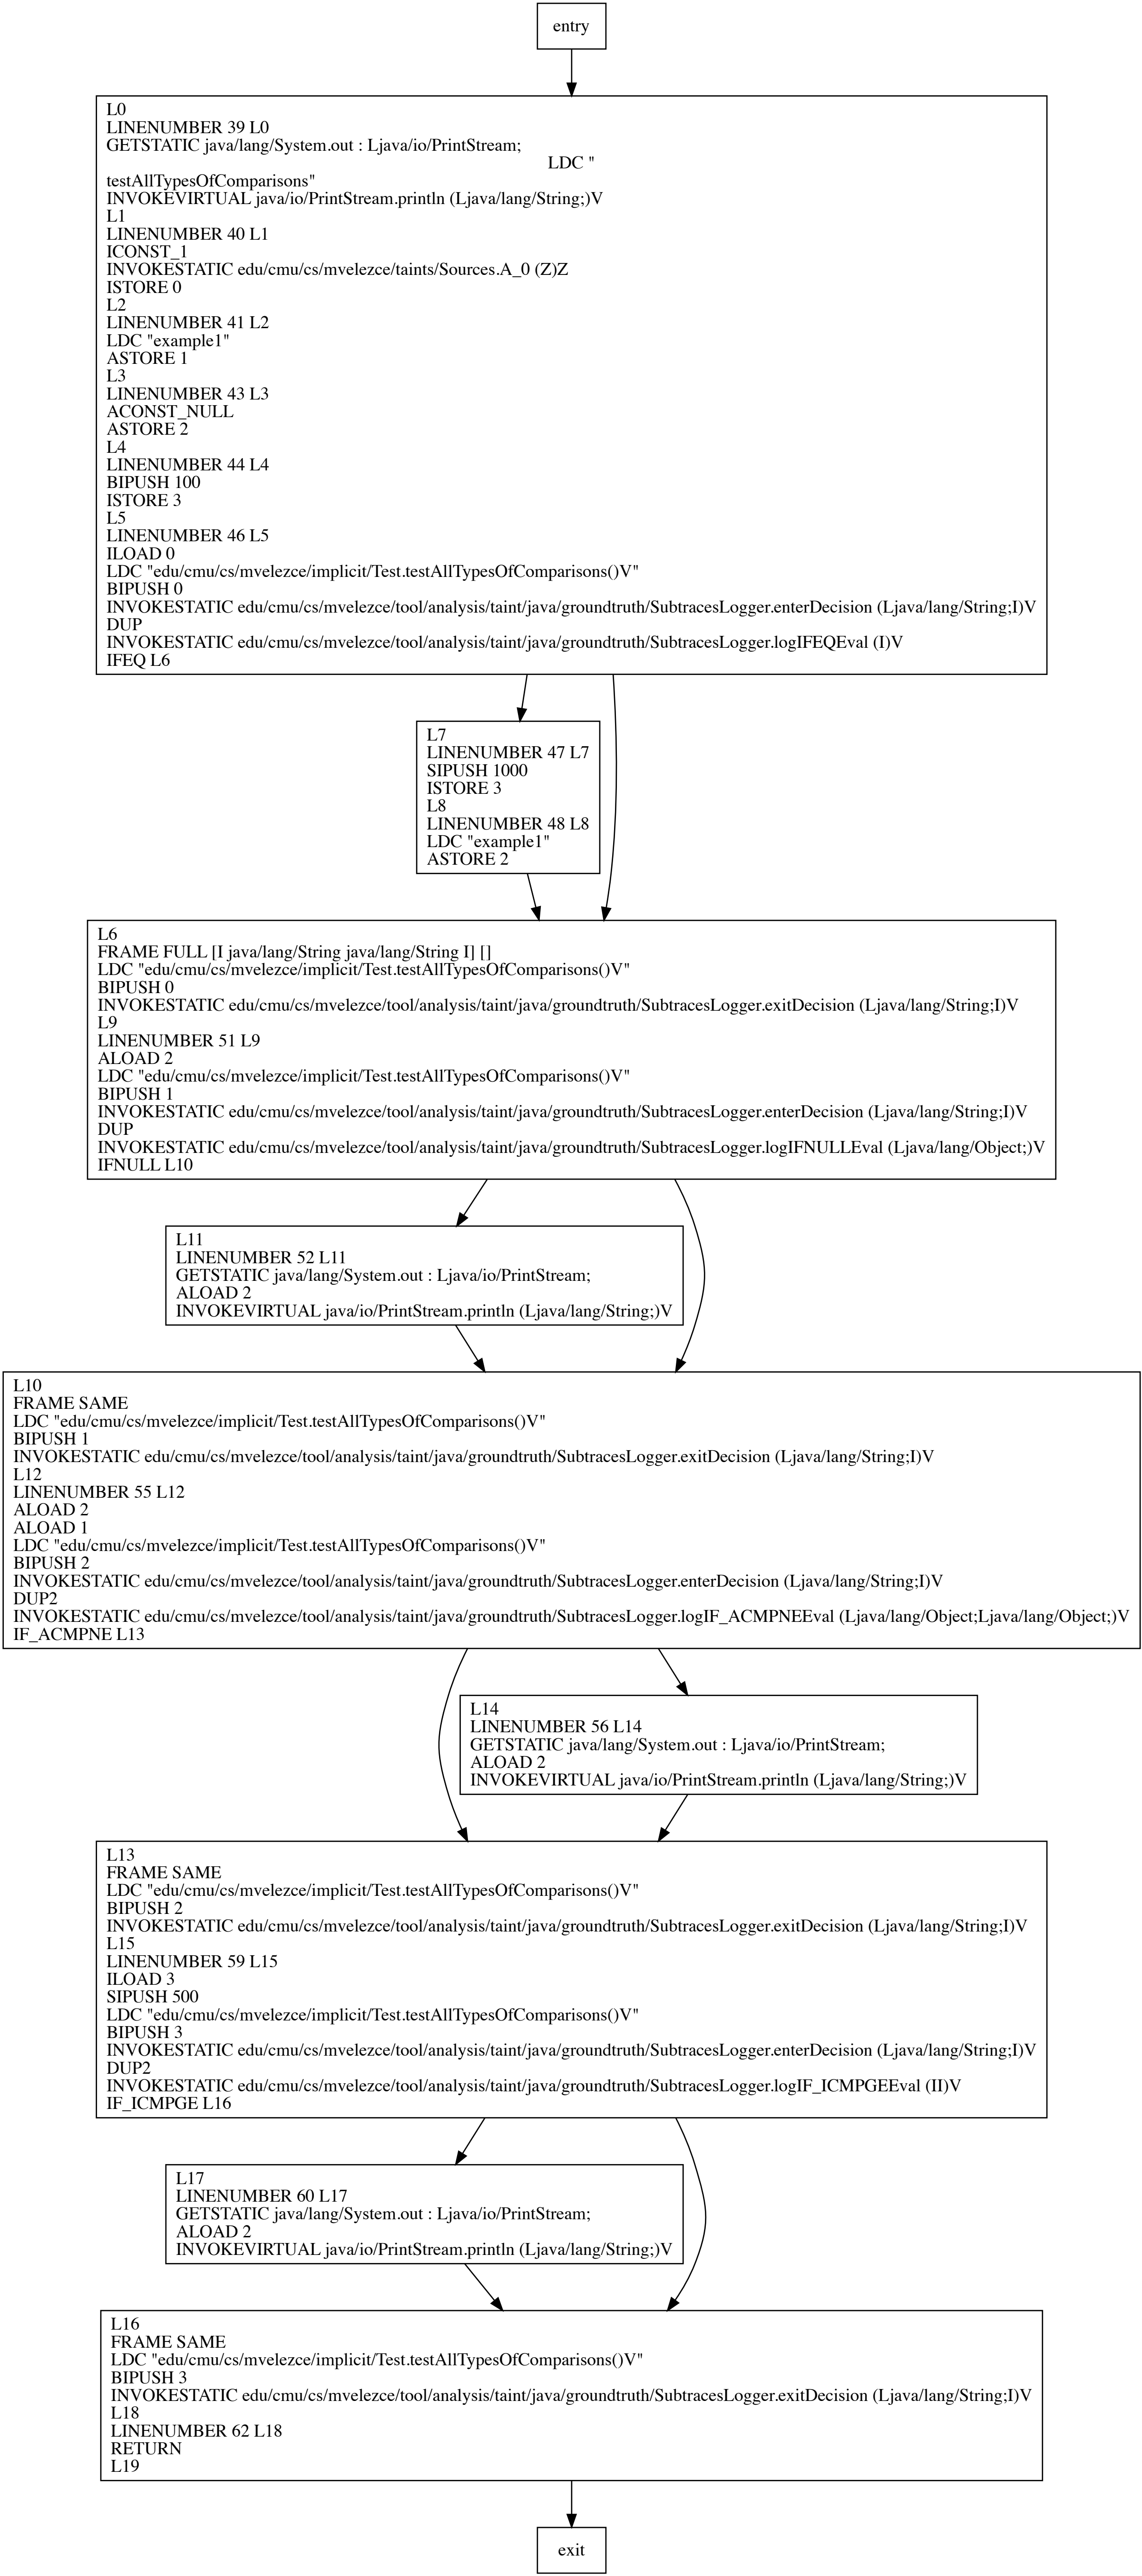 entry
L0
LINENUMBER 39 L0
GETSTATIC java/lang/System.out : Ljava/io/PrintStream;
LDC "
testAllTypesOfComparisons"
INVOKEVIRTUAL java/io/PrintStream.println (Ljava/lang/String;)V
L1
LINENUMBER 40 L1
ICONST_1
INVOKESTATIC edu/cmu/cs/mvelezce/taints/Sources.A_0 (Z)Z
ISTORE 0
L2
LINENUMBER 41 L2
LDC "example1"
ASTORE 1
L3
LINENUMBER 43 L3
ACONST_NULL
ASTORE 2
L4
LINENUMBER 44 L4
BIPUSH 100
ISTORE 3
L5
LINENUMBER 46 L5
ILOAD 0
LDC "edu/cmu/cs/mvelezce/implicit/Test.testAllTypesOfComparisons()V"
BIPUSH 0
INVOKESTATIC edu/cmu/cs/mvelezce/tool/analysis/taint/java/groundtruth/SubtracesLogger.enterDecision (Ljava/lang/String;I)V
DUP
INVOKESTATIC edu/cmu/cs/mvelezce/tool/analysis/taint/java/groundtruth/SubtracesLogger.logIFEQEval (I)V
IFEQ L6
L7
LINENUMBER 47 L7
SIPUSH 1000
ISTORE 3
L8
LINENUMBER 48 L8
LDC "example1"
ASTORE 2
L6
FRAME FULL [I java/lang/String java/lang/String I] []
LDC "edu/cmu/cs/mvelezce/implicit/Test.testAllTypesOfComparisons()V"
BIPUSH 0
INVOKESTATIC edu/cmu/cs/mvelezce/tool/analysis/taint/java/groundtruth/SubtracesLogger.exitDecision (Ljava/lang/String;I)V
L9
LINENUMBER 51 L9
ALOAD 2
LDC "edu/cmu/cs/mvelezce/implicit/Test.testAllTypesOfComparisons()V"
BIPUSH 1
INVOKESTATIC edu/cmu/cs/mvelezce/tool/analysis/taint/java/groundtruth/SubtracesLogger.enterDecision (Ljava/lang/String;I)V
DUP
INVOKESTATIC edu/cmu/cs/mvelezce/tool/analysis/taint/java/groundtruth/SubtracesLogger.logIFNULLEval (Ljava/lang/Object;)V
IFNULL L10
L11
LINENUMBER 52 L11
GETSTATIC java/lang/System.out : Ljava/io/PrintStream;
ALOAD 2
INVOKEVIRTUAL java/io/PrintStream.println (Ljava/lang/String;)V
L10
FRAME SAME
LDC "edu/cmu/cs/mvelezce/implicit/Test.testAllTypesOfComparisons()V"
BIPUSH 1
INVOKESTATIC edu/cmu/cs/mvelezce/tool/analysis/taint/java/groundtruth/SubtracesLogger.exitDecision (Ljava/lang/String;I)V
L12
LINENUMBER 55 L12
ALOAD 2
ALOAD 1
LDC "edu/cmu/cs/mvelezce/implicit/Test.testAllTypesOfComparisons()V"
BIPUSH 2
INVOKESTATIC edu/cmu/cs/mvelezce/tool/analysis/taint/java/groundtruth/SubtracesLogger.enterDecision (Ljava/lang/String;I)V
DUP2
INVOKESTATIC edu/cmu/cs/mvelezce/tool/analysis/taint/java/groundtruth/SubtracesLogger.logIF_ACMPNEEval (Ljava/lang/Object;Ljava/lang/Object;)V
IF_ACMPNE L13
L14
LINENUMBER 56 L14
GETSTATIC java/lang/System.out : Ljava/io/PrintStream;
ALOAD 2
INVOKEVIRTUAL java/io/PrintStream.println (Ljava/lang/String;)V
L13
FRAME SAME
LDC "edu/cmu/cs/mvelezce/implicit/Test.testAllTypesOfComparisons()V"
BIPUSH 2
INVOKESTATIC edu/cmu/cs/mvelezce/tool/analysis/taint/java/groundtruth/SubtracesLogger.exitDecision (Ljava/lang/String;I)V
L15
LINENUMBER 59 L15
ILOAD 3
SIPUSH 500
LDC "edu/cmu/cs/mvelezce/implicit/Test.testAllTypesOfComparisons()V"
BIPUSH 3
INVOKESTATIC edu/cmu/cs/mvelezce/tool/analysis/taint/java/groundtruth/SubtracesLogger.enterDecision (Ljava/lang/String;I)V
DUP2
INVOKESTATIC edu/cmu/cs/mvelezce/tool/analysis/taint/java/groundtruth/SubtracesLogger.logIF_ICMPGEEval (II)V
IF_ICMPGE L16
L17
LINENUMBER 60 L17
GETSTATIC java/lang/System.out : Ljava/io/PrintStream;
ALOAD 2
INVOKEVIRTUAL java/io/PrintStream.println (Ljava/lang/String;)V
L16
FRAME SAME
LDC "edu/cmu/cs/mvelezce/implicit/Test.testAllTypesOfComparisons()V"
BIPUSH 3
INVOKESTATIC edu/cmu/cs/mvelezce/tool/analysis/taint/java/groundtruth/SubtracesLogger.exitDecision (Ljava/lang/String;I)V
L18
LINENUMBER 62 L18
RETURN
L19
exit